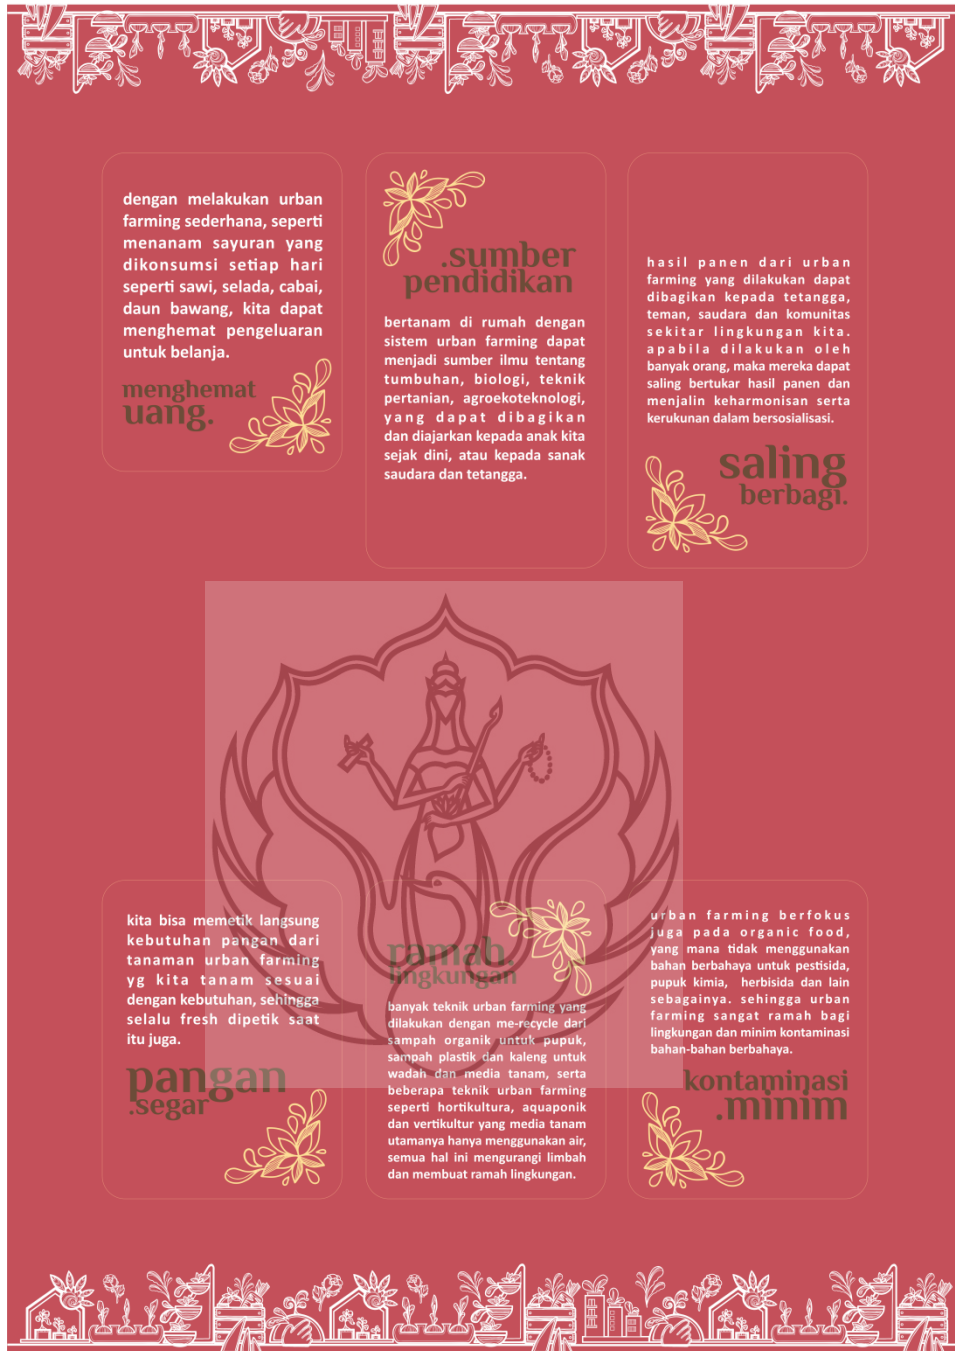 dengan melakukan urban
farming sederhana, seperti
menanam sayuran yang
dikonsumsi setiap hari
seperti sawi, selada, cabai,
daun bawang, kita dapat
menghemat pengeluaran
untuk belanja.
menghemat
uang.
.sumber
pendidikan
bertanam di rumah dengan
sistem urban farming dapat
menjadi sumber ilmu tentang
tumbuhan, biologi, teknik
pertanian, agroekoteknologi,
yang dapat dibagikan
dan diajarkan kepada anak kita
sejak dini, atau kepada sanak
saudara dan tetangga.
hasil panen dari urban
farming yang dilakukan dapat
dibagikan kepada tetangga,
teman, saudara dan komunitas
sekitar lingkungan kita.
apabila dilakukan oleh
banyak orang, maka mereka dapat
saling bertukar hasil panen dan
menjalin keharmonisan serta
kerukunan dalam bersosialisasi.
saling
berbagi.
kita bisa memetik langsung
kebutuhan pangan dari
tanaman urban farming
yg kita tanam sesuai
dengan kebutuhan, sehingga
selalu fresh dipetik saat
itu juga.
pangan
.segar
ramah.
lingkungan
banyak teknik urban farming yang
dilakukan dengan me-recycle dari
sampah organik untuk pupuk,
sampah plastik dan kaleng untuk
wadah dan media tanam, serta
beberapa teknik urban farming
seperti hortikultura, aquaponik
dan vertikultur yang media tanam
utamanya hanya menggunakan air,
semua hal ini mengurangi limbah
dan membuat ramah lingkungan.
urban farming berfokus
juga pada organic food,
yang mana tidak menggunakan
bahan berbahaya untuk pestisida,
pupuk kimia, herbisida dan lain
sebagainya. sehingga urban
farming sangat ramah bagi
lingkungan dan minim kontaminasi
bahan-bahan berbahaya.
kontaminasi
.minim